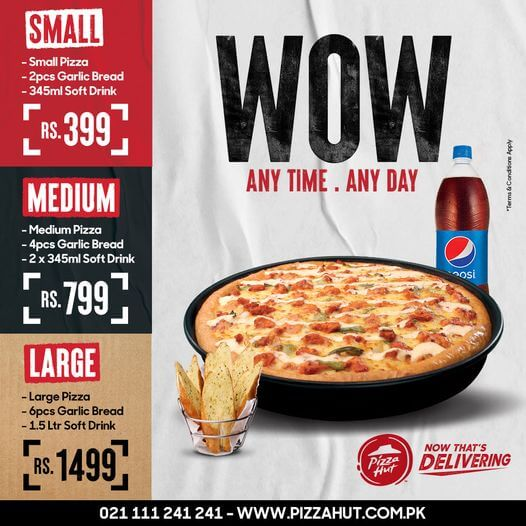 SMALL
- Small Pizza
- 2pcs Garlic Bread
- 345ml Soft Drink
RS. 399
MEDIUM
- Medium Pizza
- 4pcs Garlic Bread
- 2 x 345ml Soft Drink
RS. 799
LARGE
- Large Pizza
- 6pcs Garlic Bread
- 1.5 Ltr Soft Drink
RS. 1499
WOW
ANY TIME . ANY DAY
*Terms & Conditions Apply
pepsi
Pizza
Hut
NOW THAT'S
DELIVERING
021 111 241 241 - WWW.PIZZAHUT.COM.PK